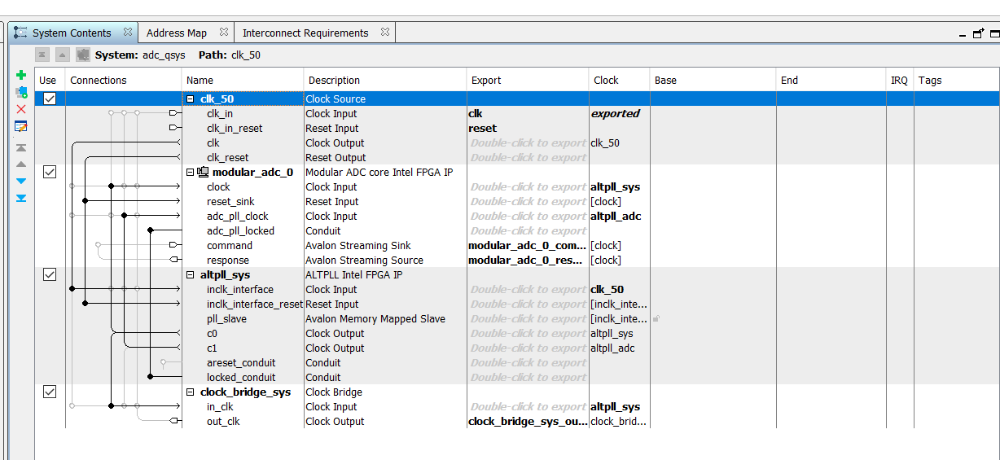 System Contents Address Map Interconnect Requirements
System: adc_qsys Path: clk_50
Use Connections Name Description Export Clock Base End IRQ Tags
clk_50 Clock Source
clk_in Clock Input clk exported
clk_in_reset Reset Input reset
clk Clock Output Double-click to export clk_50
clk_reset Reset Output Double-click to export
modular_adc_0 Modular ADC core Intel FPGA IP
clock Clock Input Double-click to export altpll_sys
reset_sink Reset Input Double-click to export [clock]
adc_pll_clock Clock Input Double-click to export altpll_adc
adc_pll_locked Conduit Double-click to export
command Avalon Streaming Sink modular_adc_0_com... [clock]
response Avalon Streaming Source modular_adc_0_res... [clock]
altpll_sys ALTPLL Intel FPGA IP
inclk_interface Clock Input Double-click to export clk_50
inclk_interface_reset Reset Input Double-click to export [inclk_inte...
pll_slave Avalon Memory Mapped Slave Double-click to export [inclk_inte...
c0 Clock Output Double-click to export altpll_sys
c1 Clock Output Double-click to export altpll_adc
areset_conduit Conduit Double-click to export
locked_conduit Conduit Double-click to export
clock_bridge_sys Clock Bridge
in_clk Clock Input Double-click to export altpll_sys
out_clk Clock Output clock_bridge_sys_ou... clock_brid...